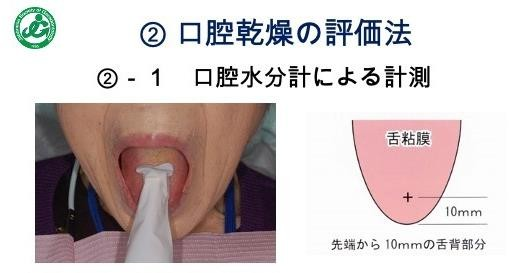 ② 口腔乾燥の評価法
②-１　口腔水分計による計測
舌粘膜
10mm
先端から10mmの舌背部分